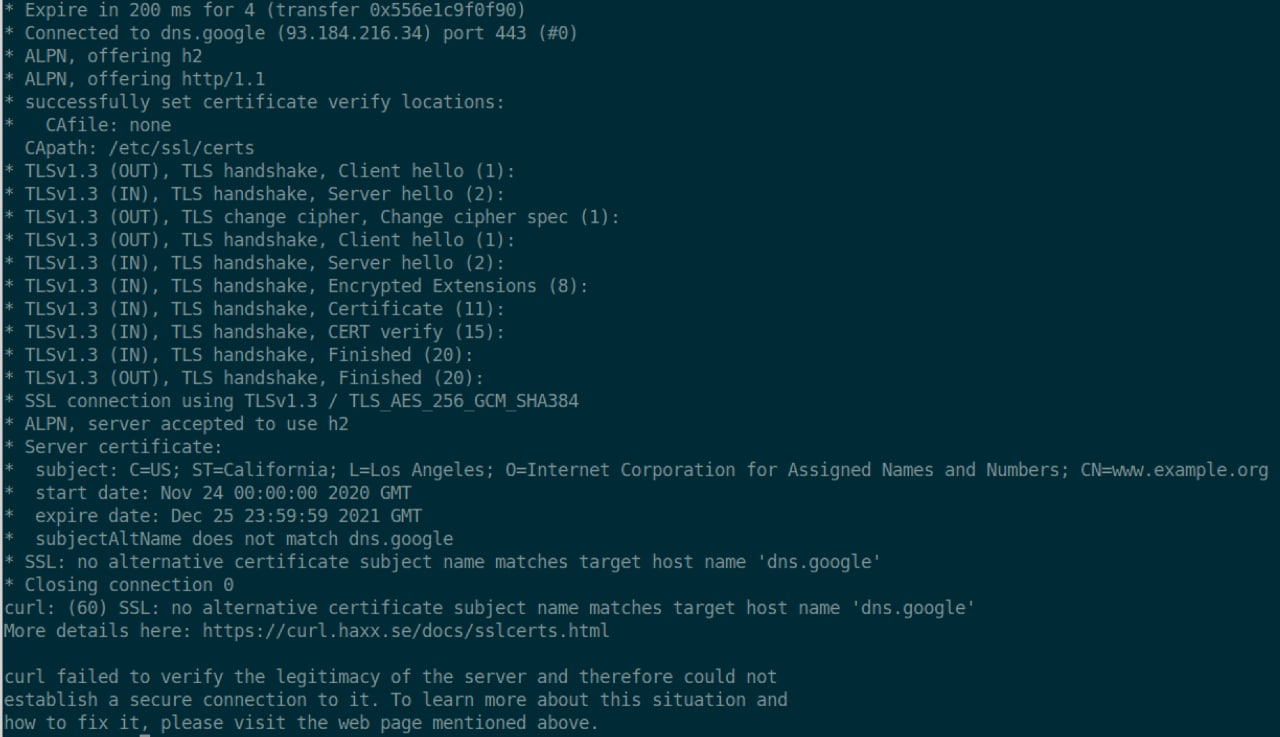 * Expire in 200 ms for 4 (transfer 0x556e1c9f0f90)
* Connected to dns.google (93.184.216.34) port 443 (#0)
* ALPN, offering h2
* ALPN, offering http/1.1
* successfully set certificate verify locations:
*   CAfile: none
  CApath: /etc/ssl/certs
* TLSv1.3 (OUT), TLS handshake, Client hello (1):
* TLSv1.3 (IN), TLS handshake, Server hello (2):
* TLSv1.3 (OUT), TLS change cipher, Change cipher spec (1):
* TLSv1.3 (OUT), TLS handshake, Client hello (1):
* TLSv1.3 (IN), TLS handshake, Server hello (2):
* TLSv1.3 (IN), TLS handshake, Encrypted Extensions (8):
* TLSv1.3 (IN), TLS handshake, Certificate (11):
* TLSv1.3 (IN), TLS handshake, CERT verify (15):
* TLSv1.3 (IN), TLS handshake, Finished (20):
* TLSv1.3 (OUT), TLS handshake, Finished (20):
* SSL connection using TLSv1.3 / TLS_AES_256_GCM_SHA384
* ALPN, server accepted to use h2
* Server certificate:
*  subject: C=US; ST=California; L=Los Angeles; O=Internet Corporation for Assigned Names and Numbers; CN=www.example.org
*  start date: Nov 24 00:00:00 2020 GMT
*  expire date: Dec 25 23:59:59 2021 GMT
*  subjectAltName does not match dns.google
* SSL: no alternative certificate subject name matches target host name 'dns.google'
* Closing connection 0
curl: (60) SSL: no alternative certificate subject name matches target host name 'dns.google'
More details here: https://curl.haxx.se/docs/sslcerts.html

curl failed to verify the legitimacy of the server and therefore could not
establish a secure connection to it. To learn more about this situation and
how to fix it, please visit the web page mentioned above.